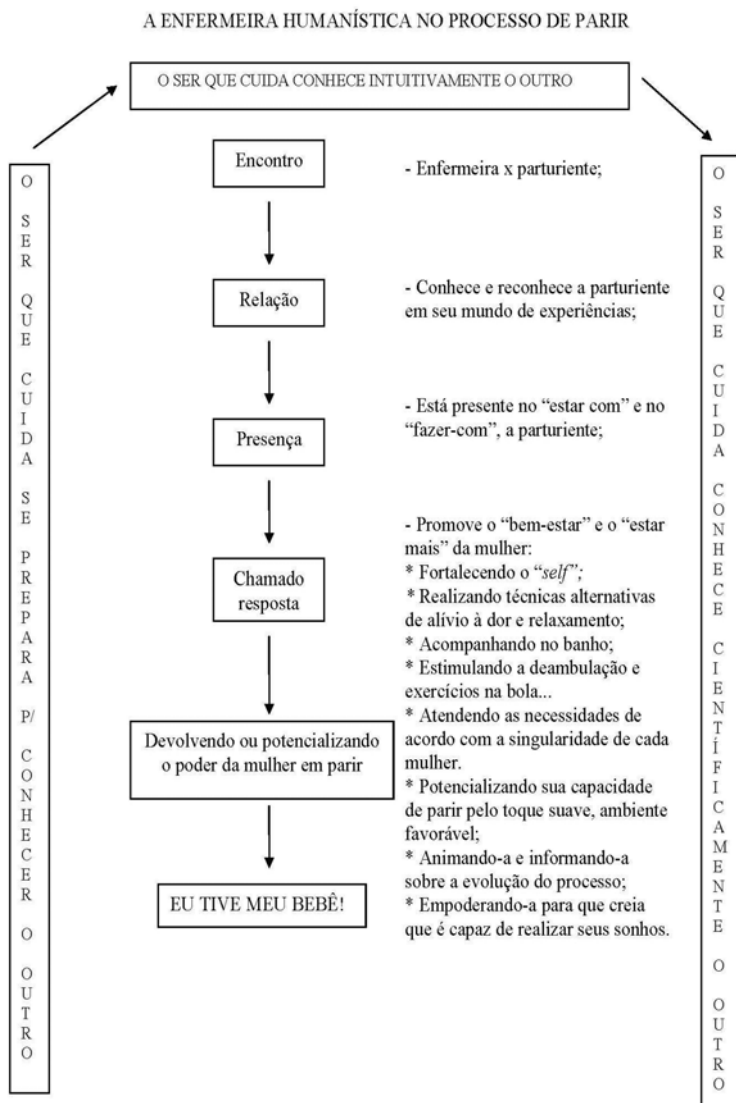 A ENFERMEIRA HUMANÍSTICA NO PROCESSO DE PARIR
O SER QUE CUIDA CONHECE INTUITIVAMENTE O OUTRO
O SER QUE CUIDA SE PREPARA P/ CONHECER O OUTRO
Encontro
- Enfermeira x parturiente;
Relação
- Conhece e reconhece a parturiente
em seu mundo de experiências;
Presença
- Está presente no “estar com” e no
“fazer-com”, a parturiente;
Chamado
resposta
- Promove o “bem-estar” e o “estar
mais” da mulher:
* Fortalecendo o “self”;
* Realizando técnicas alternativas
de alívio à dor e relaxamento;
* Acompanhando no banho;
* Estimulando a deambulação e
exercícios na bola...
* Atendendo as necessidades de
acordo com a singularidade de cada
mulher.
* Potencializando sua capacidade
de parir pelo toque suave, ambiente
favorável;
* Animando-a e informando-a
sobre a evolução do processo;
* Empoderando-a para que creia
que é capaz de realizar seus sonhos.
Devolvendo ou potencializando
o poder da mulher em parir
EU TIVE MEU BEBÊ!
O SER QUE CUIDA CONHECE CIENTÍFICAMENTE O OUTRO